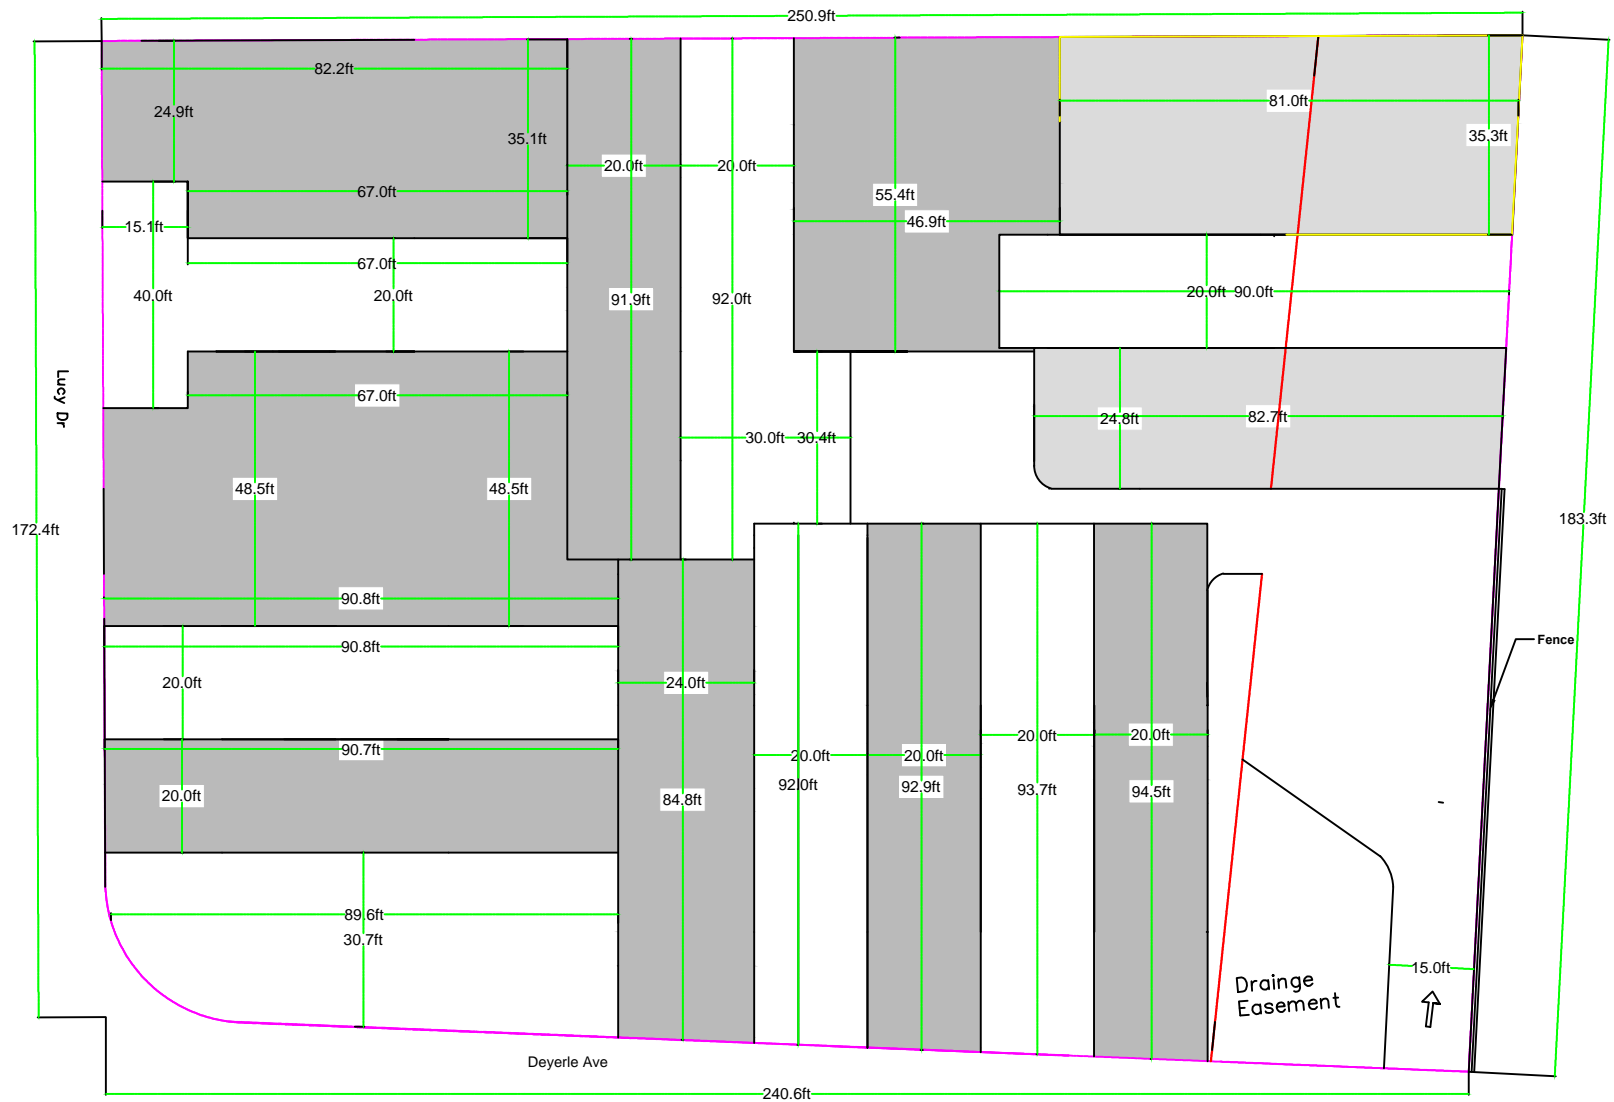 250.9ft
82.2ft
24.9ft
35.1ft
81.0ft
35.3ft
20.0ft
20.0ft
67.0ft
55.4ft
46.9ft
15.1ft
67.0ft
40.0ft
20.0ft
91.9ft
92.0ft
20.0ft
90.0ft
Lucy Dr
67.0ft
24.8ft
82.7ft
30.0ft
30.4ft
48.5ft
48.5ft
172.4ft
183.3ft
90.8ft
90.8ft
Fence
20.0ft
24.0ft
90.7ft
20.0ft
20.0ft
20.0ft
20.0ft
20.0ft
84.8ft
92.0ft
92.9ft
93.7ft
94.5ft
89.6ft
30.7ft
15.0ft
Drainge
Easement
Deyerle Ave
240.6ft